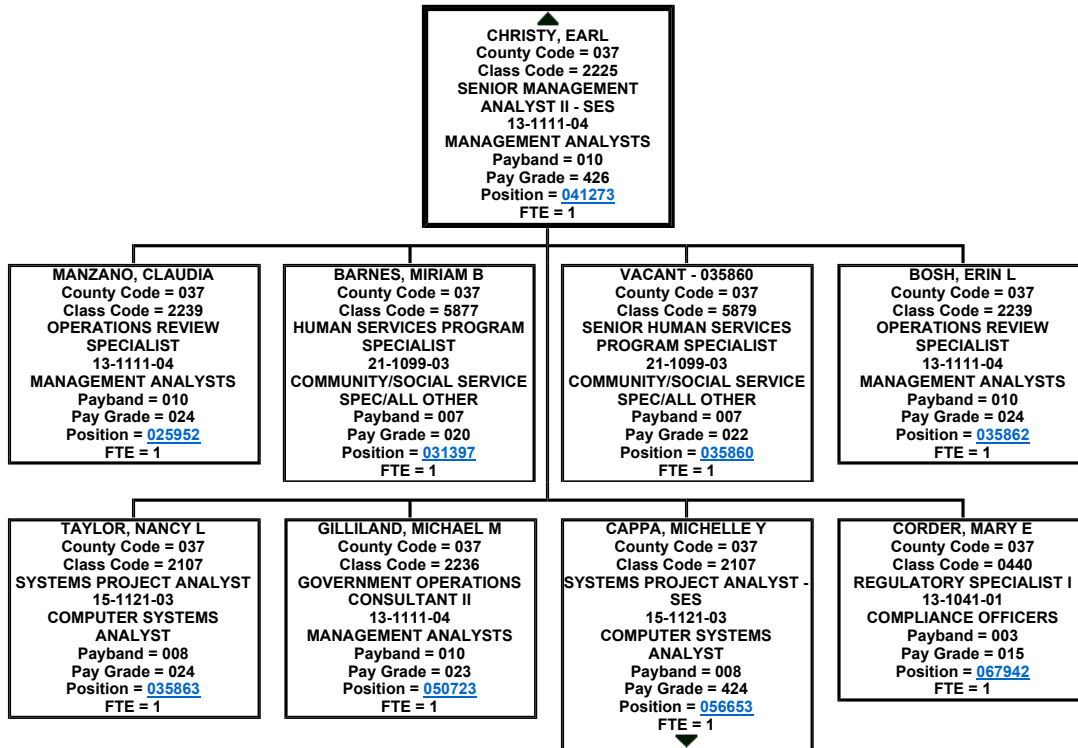 CHRISTY, EARL
County Code = 037
Class Code = 2225
SENIOR MANAGEMENT
ANALYST II - SES
13-1111-04
MANAGEMENT ANALYSTS
Payband = 010
Pay Grade = 426
Position = 041273
FTE = 1
MANZANO, CLAUDIA
County Code = 037
Class Code = 2239
OPERATIONS REVIEW
SPECIALIST
13-1111-04
MANAGEMENT ANALYSTS
Payband = 010
Pay Grade = 024
Position = 025952
FTE = 1
BARNES, MIRIAM B
County Code = 037
Class Code = 5877
HUMAN SERVICES PROGRAM
SPECIALIST
21-1099-03
COMMUNITY/SOCIAL SERVICE
SPEC/ALL OTHER
Payband = 007
Pay Grade = 020
Position = 031397
FTE = 1
VACANT - 035860
County Code = 037
Class Code = 5879
SENIOR HUMAN SERVICES
PROGRAM SPECIALIST
21-1099-03
COMMUNITY/SOCIAL SERVICE
SPEC/ALL OTHER
Payband = 007
Pay Grade = 022
Position = 035860
FTE = 1
BOSH, ERIN L
County Code = 037
Class Code = 2239
OPERATIONS REVIEW
SPECIALIST
13-1111-04
MANAGEMENT ANALYSTS
Payband = 010
Pay Grade = 024
Position = 035862
FTE = 1
TAYLOR, NANCY L
County Code = 037
Class Code = 2107
SYSTEMS PROJECT ANALYST
15-1121-03
COMPUTER SYSTEMS
ANALYST
Payband = 008
Pay Grade = 024
Position = 035863
FTE = 1
GILLILAND, MICHAEL M
County Code = 037
Class Code = 2236
GOVERNMENT OPERATIONS
CONSULTANT II
13-1111-04
MANAGEMENT ANALYSTS
Payband = 010
Pay Grade = 023
Position = 050723
FTE = 1
CAPPA, MICHELLE Y
County Code = 037
Class Code = 2107
SYSTEMS PROJECT ANALYST -
SES
15-1121-03
COMPUTER SYSTEMS
ANALYST
Payband = 008
Pay Grade = 424
Position = 056653
FTE = 1
CORDER, MARY E
County Code = 037
Class Code = 0440
REGULATORY SPECIALIST I
13-1041-01
COMPLIANCE OFFICERS
Payband = 003
Pay Grade = 015
Position = 067942
FTE = 1